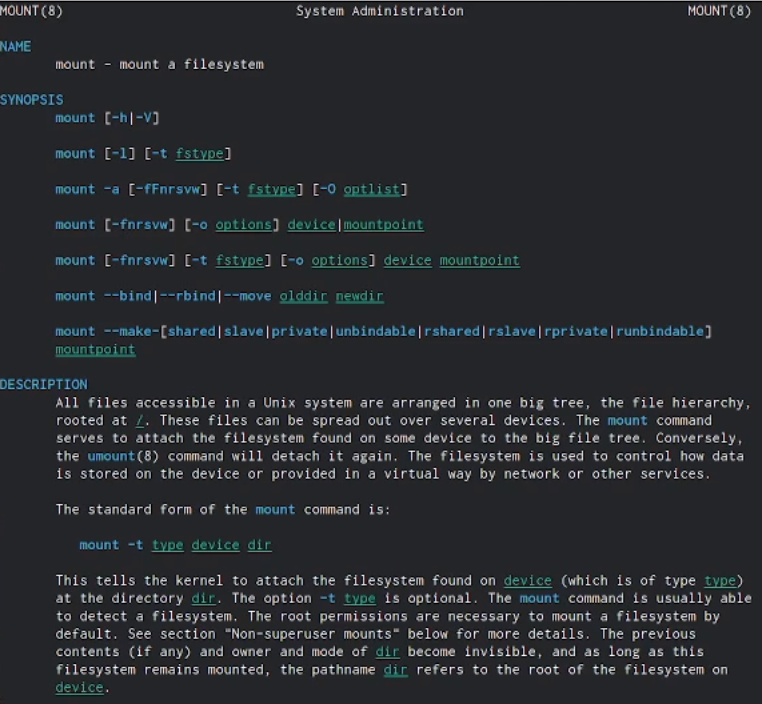 MOUNT(8) System Administration MOUNT(8)
NAME
mount - mount a filesystem
SYNOPSIS
mount [-h|-V]
mount [-l] [-t fstype]
mount -a [-fFnrsvw] [-t fstype] [-O optlist]
mount [-fnrsvw] [-o options] device|mountpoint
mount [-fnrsvw] [-t fstype] [-o options] device mountpoint
mount --bind|--rbind|--move olddir newdir
mount --make-[shared|slave|private|unbindable|rshared|rslave|rprivate|runbindable]
mountpoint
DESCRIPTION
All files accessible in a Unix system are arranged in one big tree, the file hierarchy,
rooted at /. These files can be spread out over several devices. The mount command
serves to attach the filesystem found on some device to the big file tree. Conversely,
the umount(8) command will detach it again. The filesystem is used to control how data
is stored on the device or provided in a virtual way by network or other services.
The standard form of the mount command is:
mount -t type device dir
This tells the kernel to attach the filesystem found on device (which is of type type)
at the directory dir. The option -t type is optional. The mount command is usually able
to detect a filesystem. The root permissions are necessary to mount a filesystem by
default. See section "Non-superuser mounts" below for more details. The previous
contents (if any) and owner and mode of dir become invisible, and as long as this
filesystem remains mounted, the pathname dir refers to the root of the filesystem on
device.